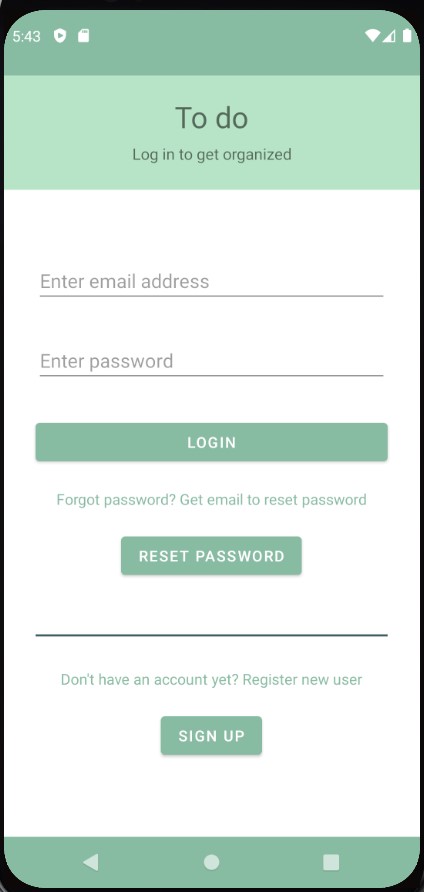 5:43
To do
Log in to get organized
Enter email address
Enter password
LOGIN
Forgot password? Get email to reset password
RESET PASSWORD
Don't have an account yet? Register new user
SIGN UP